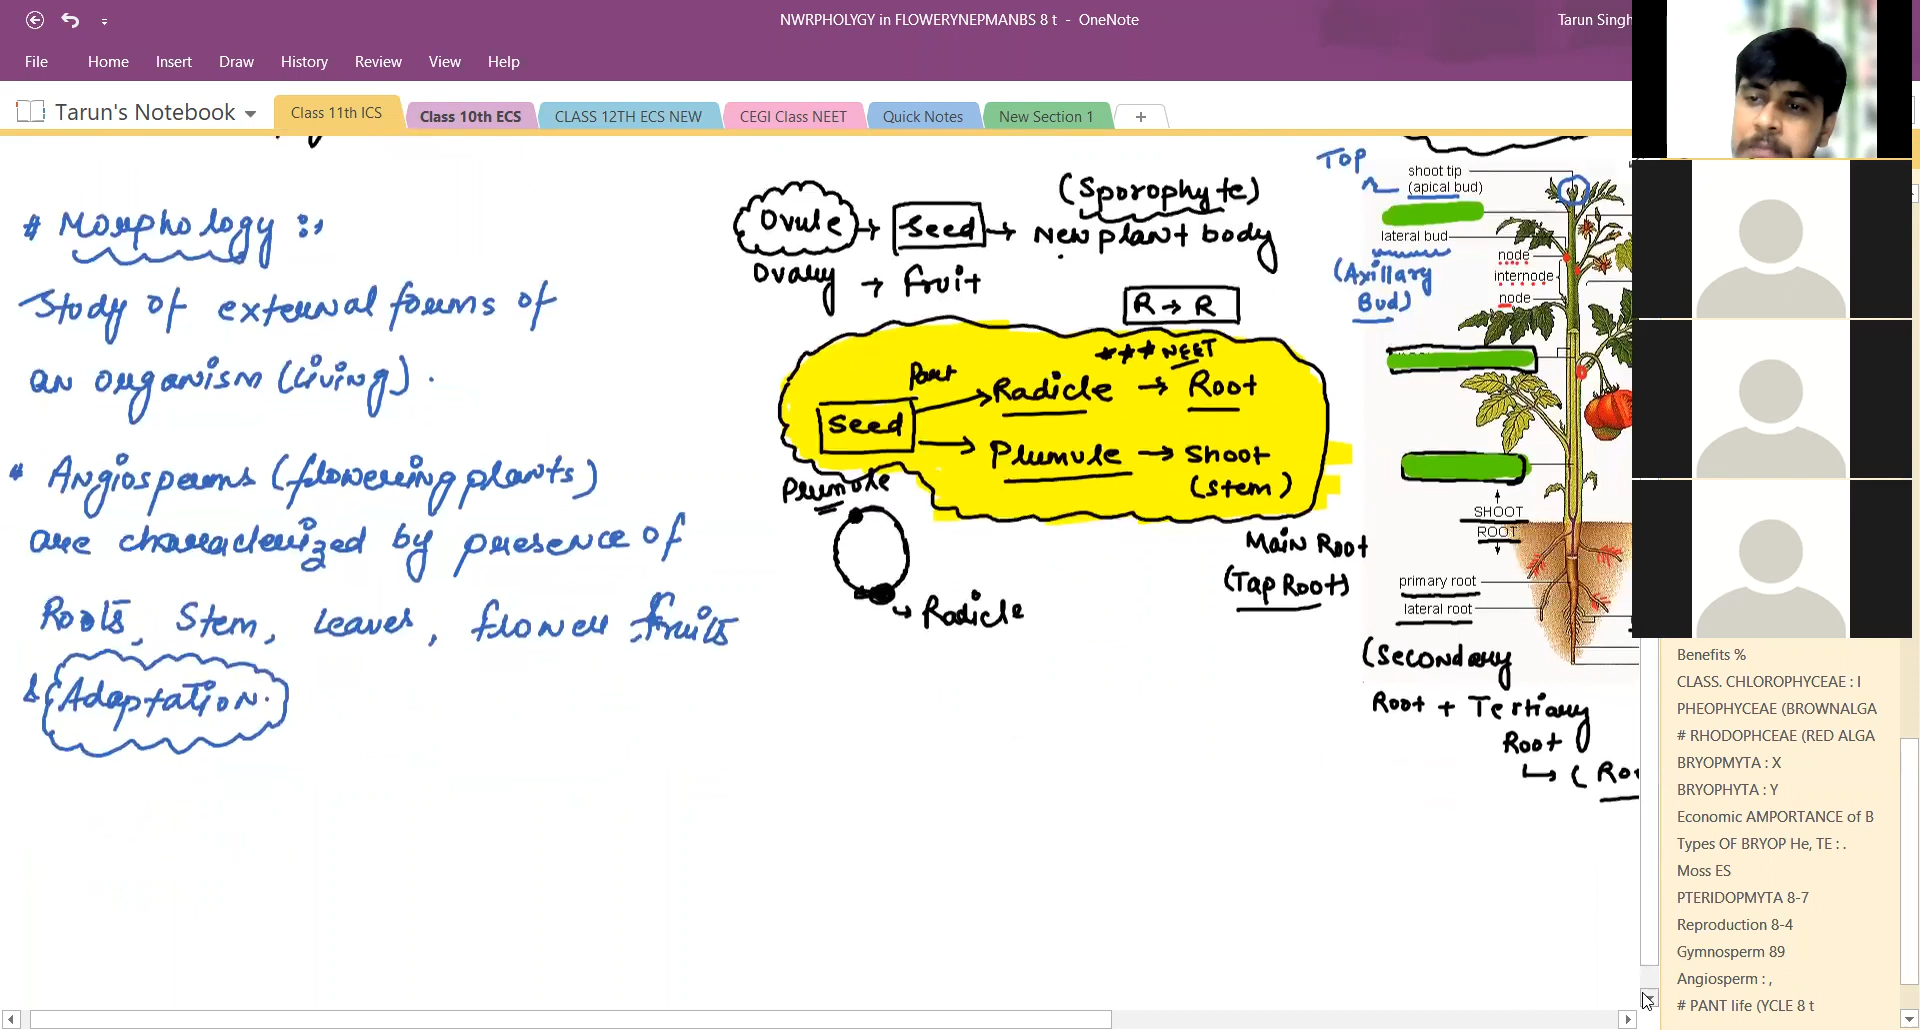 NWRPHOLYGY in FLOWERYNEPMANBS 8 t - OneNote
Tarun Singh
File Home Insert Draw History Review View Help
Tarun's Notebook
Class 11th ICS
Class 10th ECS
CLASS 12TH ECS NEW
CEGI Class NEET
Quick Notes
New Section 1
+
# Morphology :,
Study of external forms of
an organism (living).
* Angiosperms (flowering plants)
are characterized by presence of
Roots, Stem, Leaves, flower, fruits
& Adaptation.
Ovule → Seed → New plant body
(Sporophyte)
Ovary → fruit
R → R
*** NEET
Seed
Part
Radicle → Root
Plumule → Shoot
(Stem)
Plumule
→ Radicle
Main Root
(Tap Root)
TOP
shoot tip
(apical bud)
lateral bud
(Axillary
Bud)
node
internode
node
SHOOT
ROOT
primary root
lateral root
(Secondary
Root + Tertiary
Root
Benefits %
CLASS. CHLOROPHYCEAE : I
PHEOPHYCEAE (BROWNALGA
# RHODOPHCEAE (RED ALGA
BRYOPMYTA : X
BRYOPHYTA : Y
Economic AMPORTANCE of B
Types OF BRYOP He, TE : .
Moss ES
PTERIDOPMYTA 8-7
Reproduction 8-4
Gymnosperm 89
Angiosperm : ,
# PANT life (YCLE 8 t